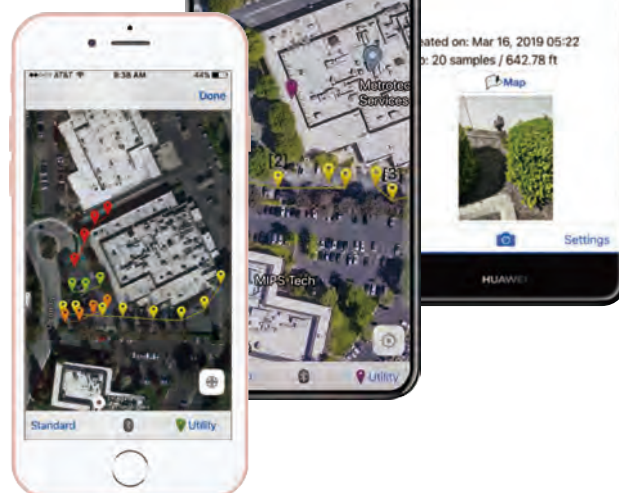 AT&T
9:38 AM
44%
Done
Standard
Utility
Metrotec
Services
[2]
[3]
MIPS Tech
Utility
eated on: Mar 16, 2019 05:22
o: 20 samples / 642.78 ft
Map
Settings
HUAWEI